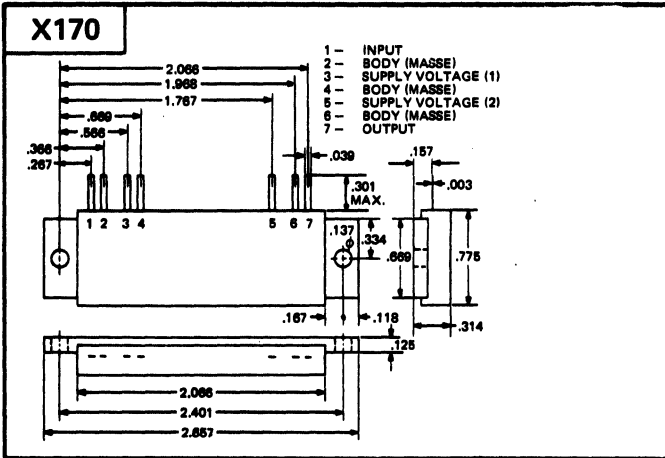 X170
1 – INPUT
2 – BODY (MASSE)
3 – SUPPLY VOLTAGE (1)
4 – BODY (MASSE)
5 – SUPPLY VOLTAGE (2)
6 – BODY (MASSE)
7 – OUTPUT
2.066
1.968
1.767
.669
.566
.366
.267
.039
.301
MAX.
.157
.003
1 2 3 4 5 6 7
.137
Ø
.334
.669
.775
.167
.118
.314
.125
2.066
2.401
2.657